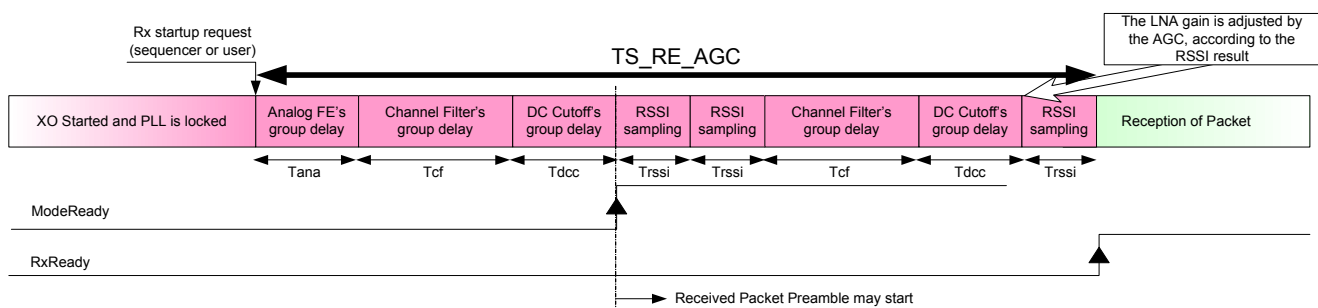 Rx startup request
(sequencer or user)
TS_RE_AGC
The LNA gain is adjusted by
the AGC, according to the
RSSI result
XO Started and PLL is locked
Analog FE's
group delay
Channel Filter's
group delay
DC Cutoff's
group delay
RSSI
sampling
RSSI
sampling
Channel Filter's
group delay
DC Cutoff's
group delay
RSSI
sampling
Reception of Packet
Tana
Tcf
Tdcc
Trssi
Trssi
Tcf
Tdcc
Trssi
ModeReady
RxReady
Received Packet Preamble may start